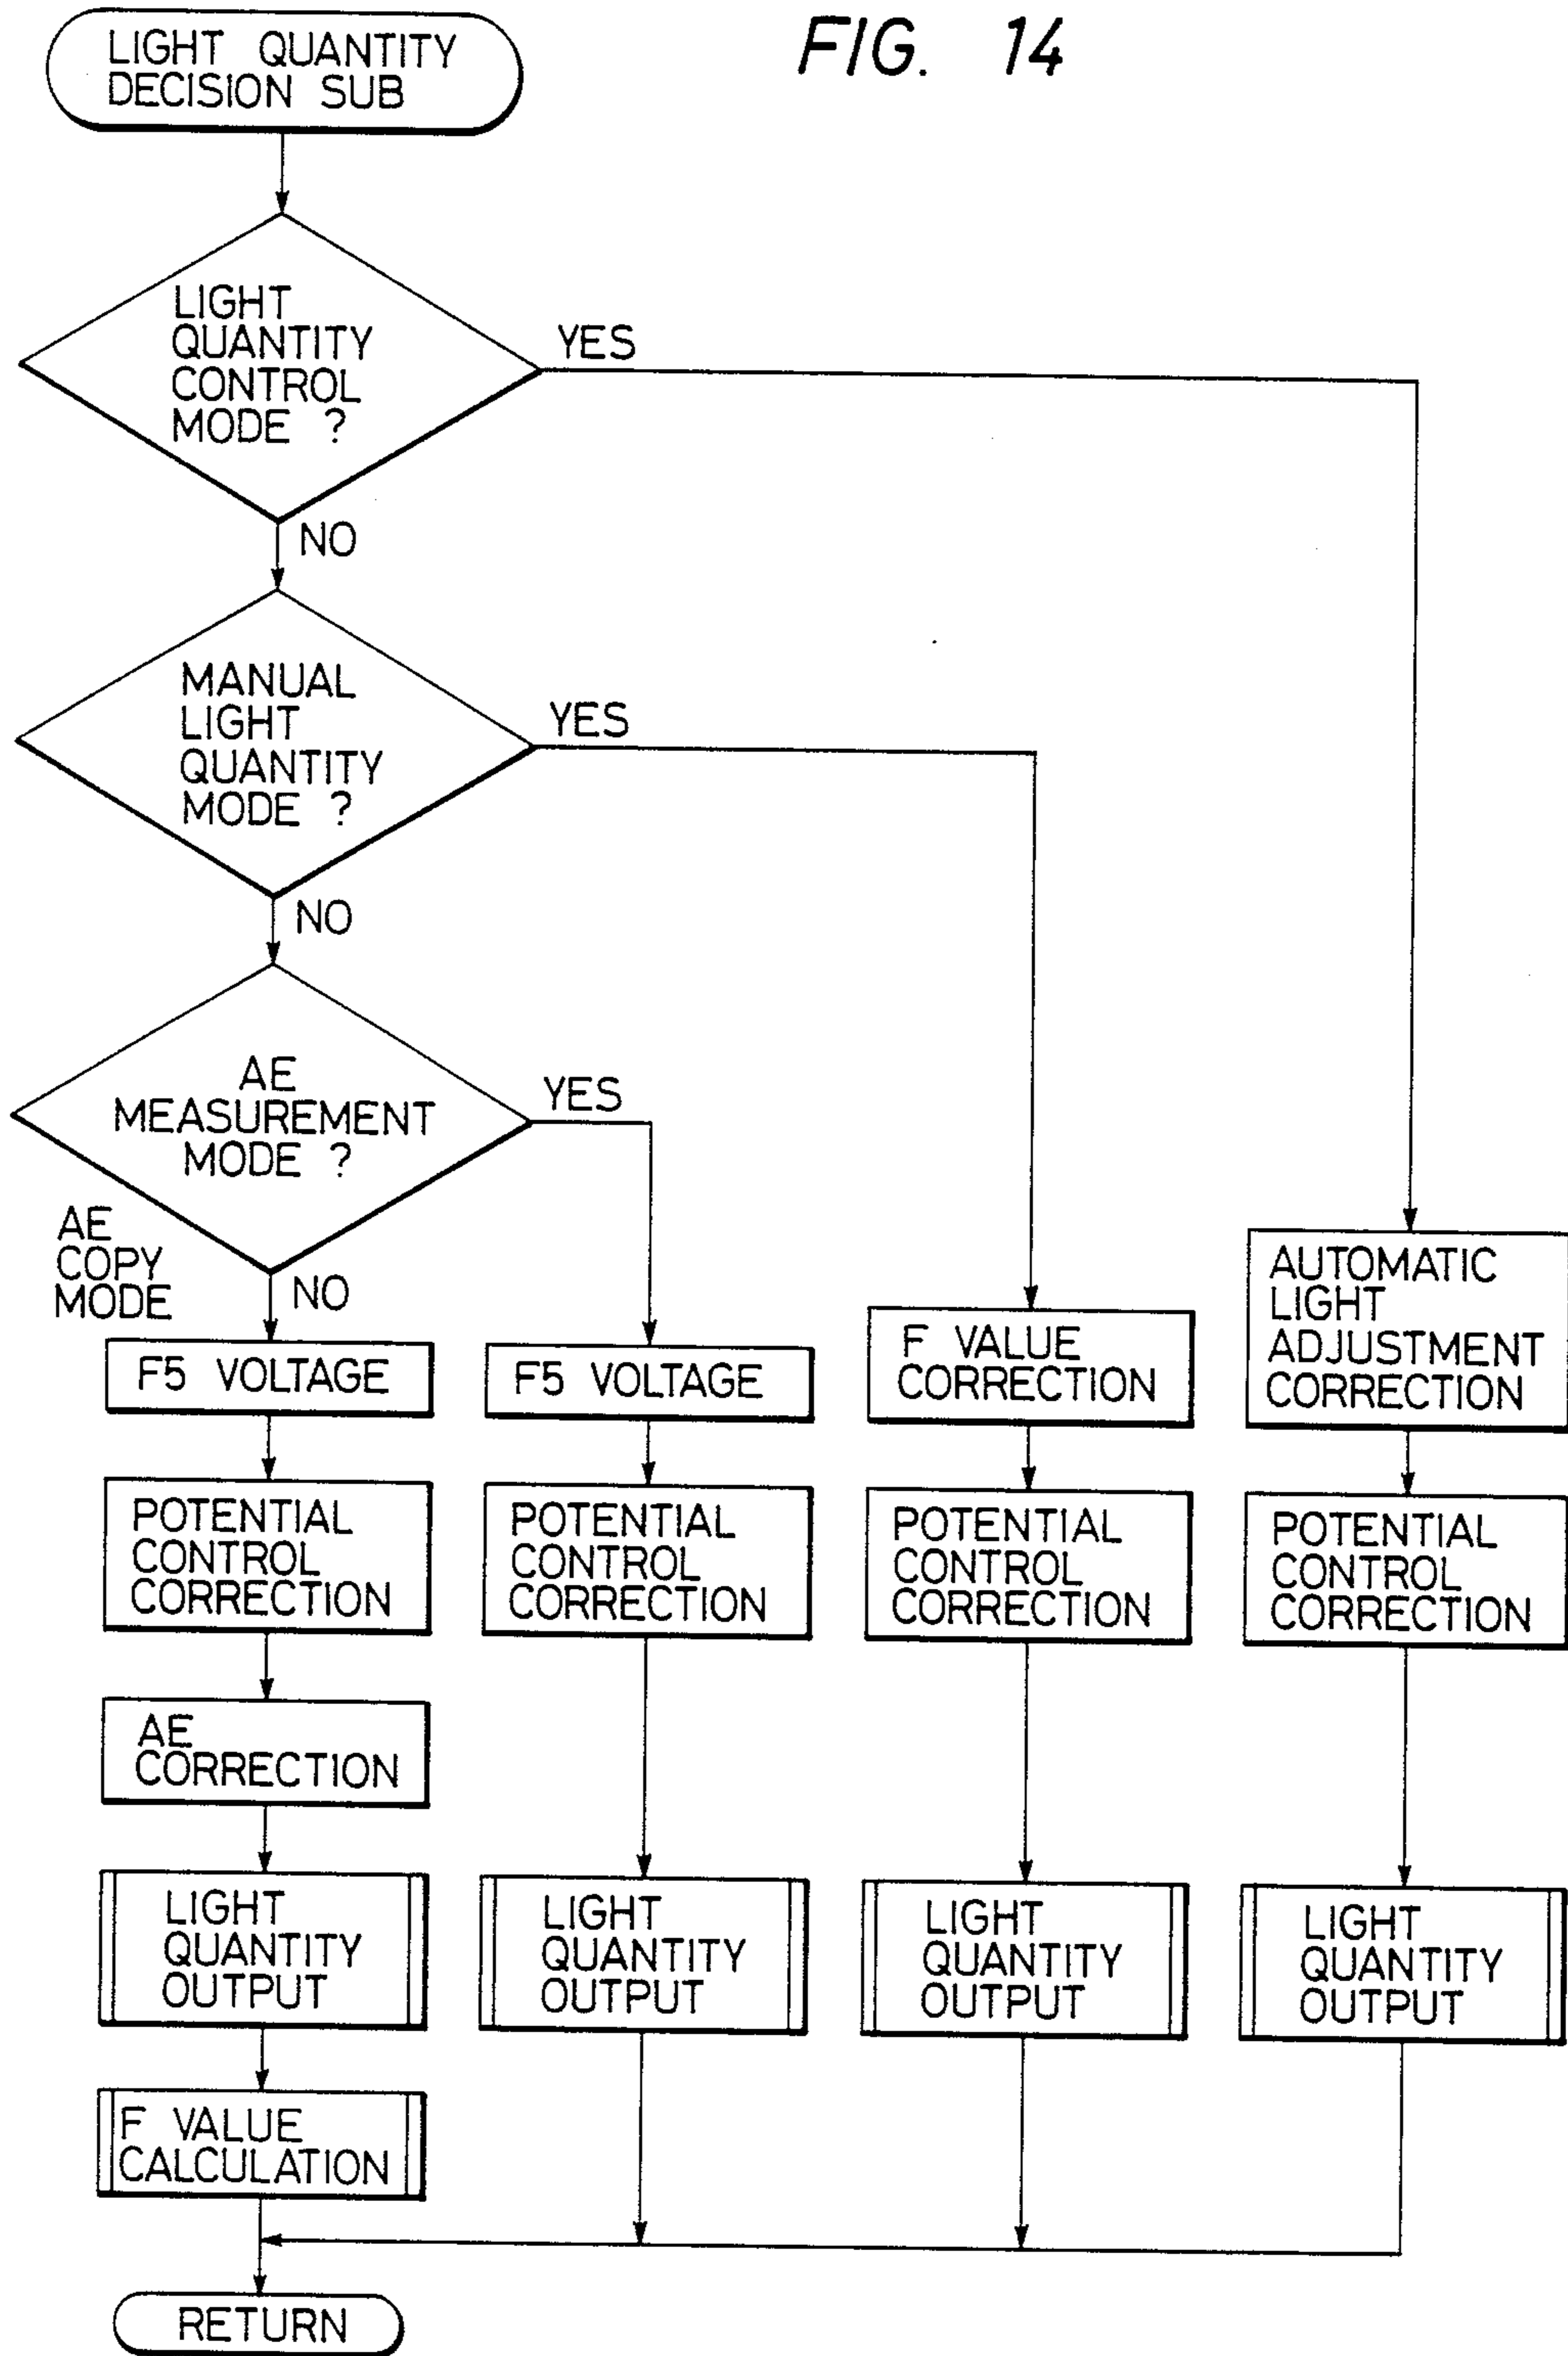 FIG. 14
LIGHT QUANTITY
DECISION SUB
LIGHT
QUANTITY
CONTROL
MODE ?
YES
NO
MANUAL
LIGHT
QUANTITY
MODE ?
YES
NO
AE
MEASUREMENT
MODE ?
YES
AE
COPY
MODE
NO
F5 VOLTAGE
POTENTIAL
CONTROL
CORRECTION
AE
CORRECTION
LIGHT
QUANTITY
OUTPUT
F VALUE
CALCULATION
F5 VOLTAGE
POTENTIAL
CONTROL
CORRECTION
LIGHT
QUANTITY
OUTPUT
F VALUE
CORRECTION
POTENTIAL
CONTROL
CORRECTION
LIGHT
QUANTITY
OUTPUT
AUTOMATIC
LIGHT
ADJUSTMENT
CORRECTION
POTENTIAL
CONTROL
CORRECTION
LIGHT
QUANTITY
OUTPUT
RETURN